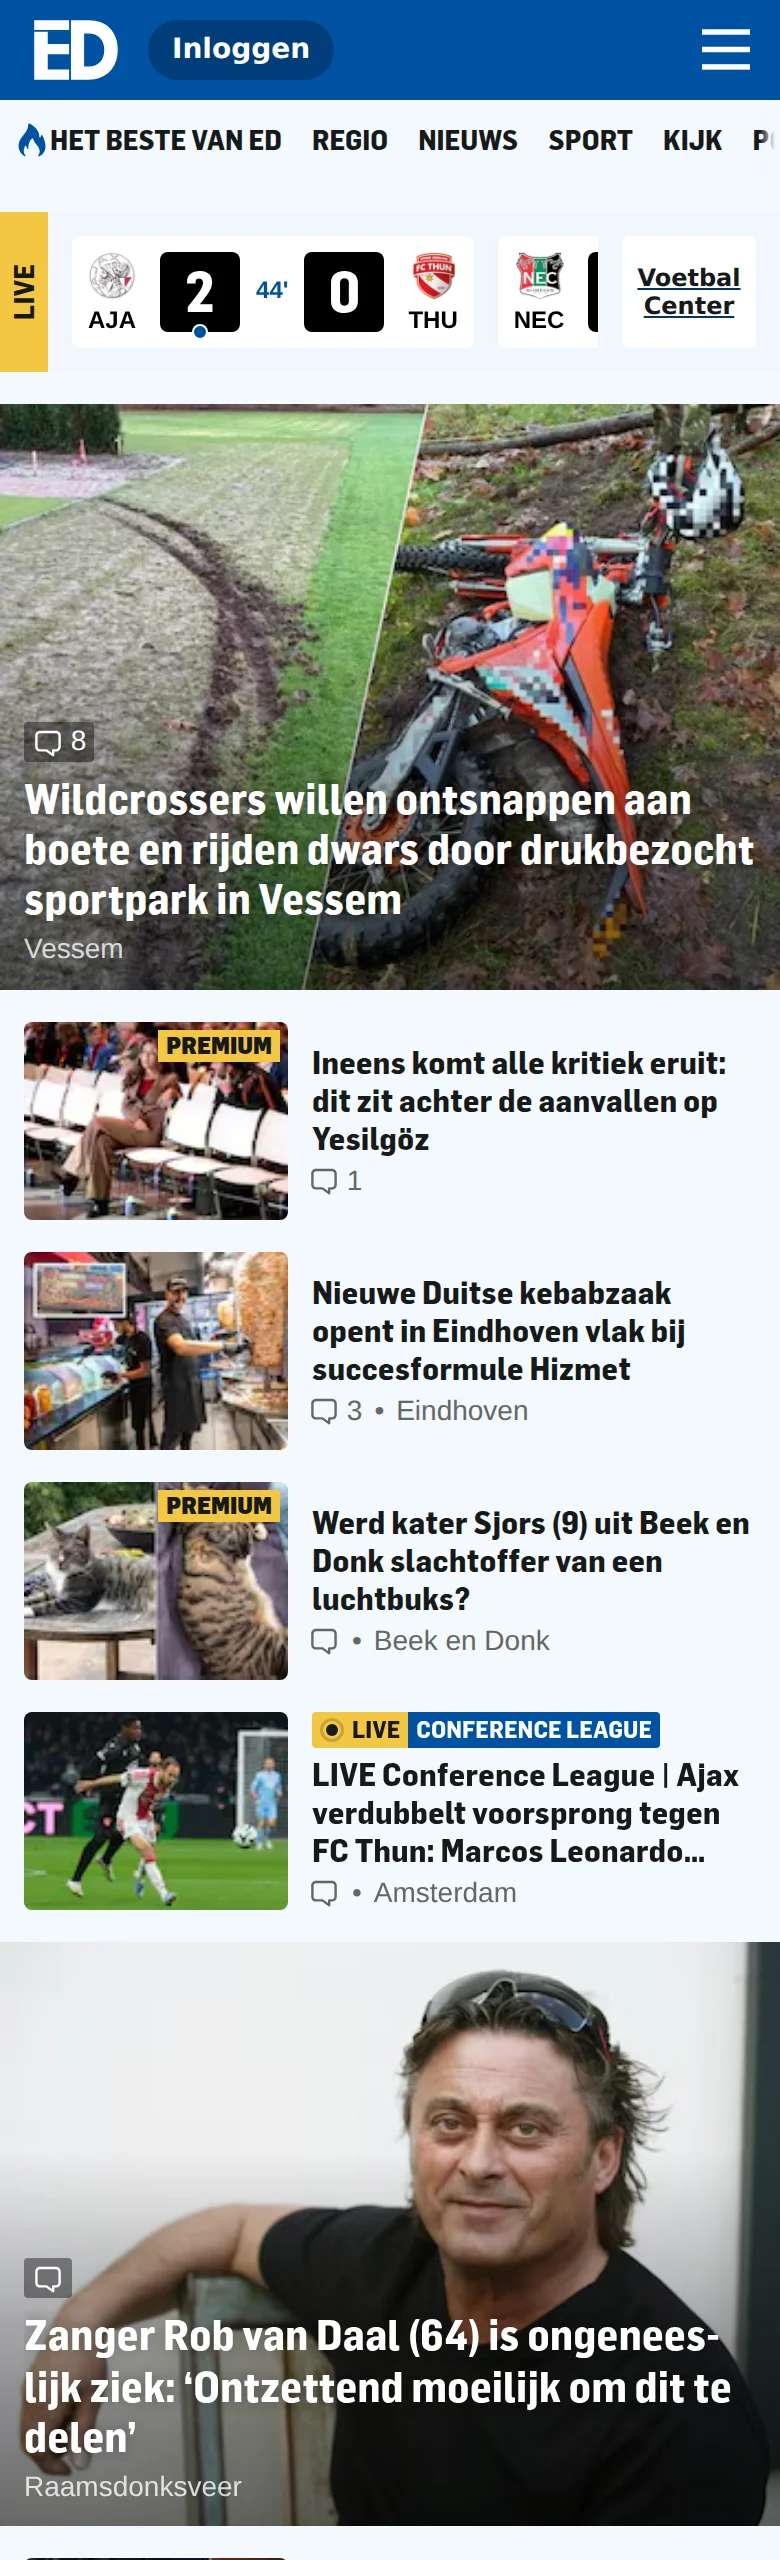 ED Inloggen
HET BESTE VAN ED REGIO NIEUWS SPORT KIJK
LIVE
AJA 2 44' 0 THU
FC THUN
NEC
NEC
Voetbal
Center
8
Wildcrossers willen ontsnappen aan
boete en rijden dwars door drukbezocht
sportpark in Vessem
Vessem
PREMIUM
Ineens komt alle kritiek eruit:
dit zit achter de aanvallen op
Yesilgöz
1
Nieuwe Duitse kebabzaak
opent in Eindhoven vlak bij
succesformule Hizmet
3 • Eindhoven
PREMIUM
Werd kater Sjors (9) uit Beek en
Donk slachtoffer van een
luchtbuks?
• Beek en Donk
LIVE CONFERENCE LEAGUE
LIVE Conference League | Ajax
verdubbelt voorsprong tegen
FC Thun: Marcos Leonardo...
• Amsterdam
Zanger Rob van Daal (64) is ongenees-
lijk ziek: ‘Ontzettend moeilijk om dit te
delen’
Raamsdonksveer